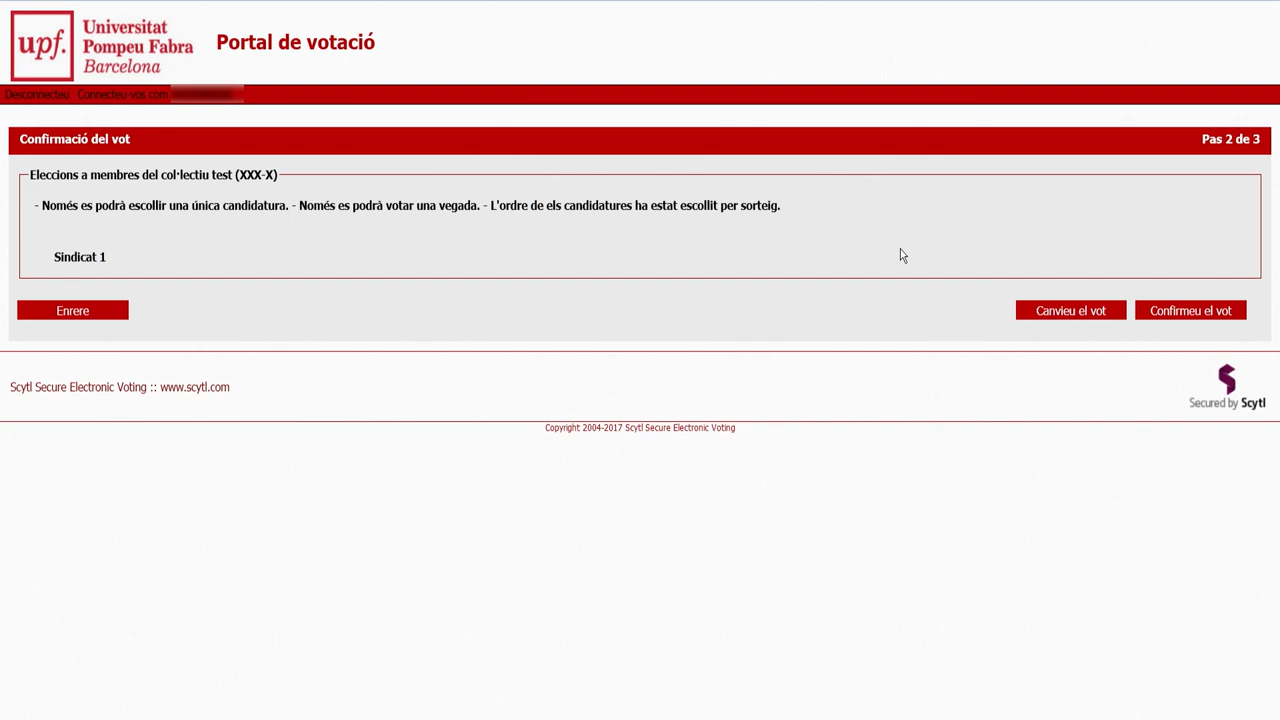 upf.
Universitat
Pompeu Fabra
Barcelona
Portal de votació
Desconnecteu Connecteu-vos com
Confirmació del vot
Pas 2 de 3
Eleccions a membres del col·lectiu test (XXX-X)
- Només es podrà escollir una única candidatura. - Només es podrà votar una vegada. - L'ordre de els candidatures ha estat escollit per sorteig.
Sindicat 1
Enrere
Canvieu el vot
Confirmeu el vot
Scytl Secure Electronic Voting :: www.scytl.com
Secured by Scytl
Copyright 2004-2017 Scytl Secure Electronic Voting